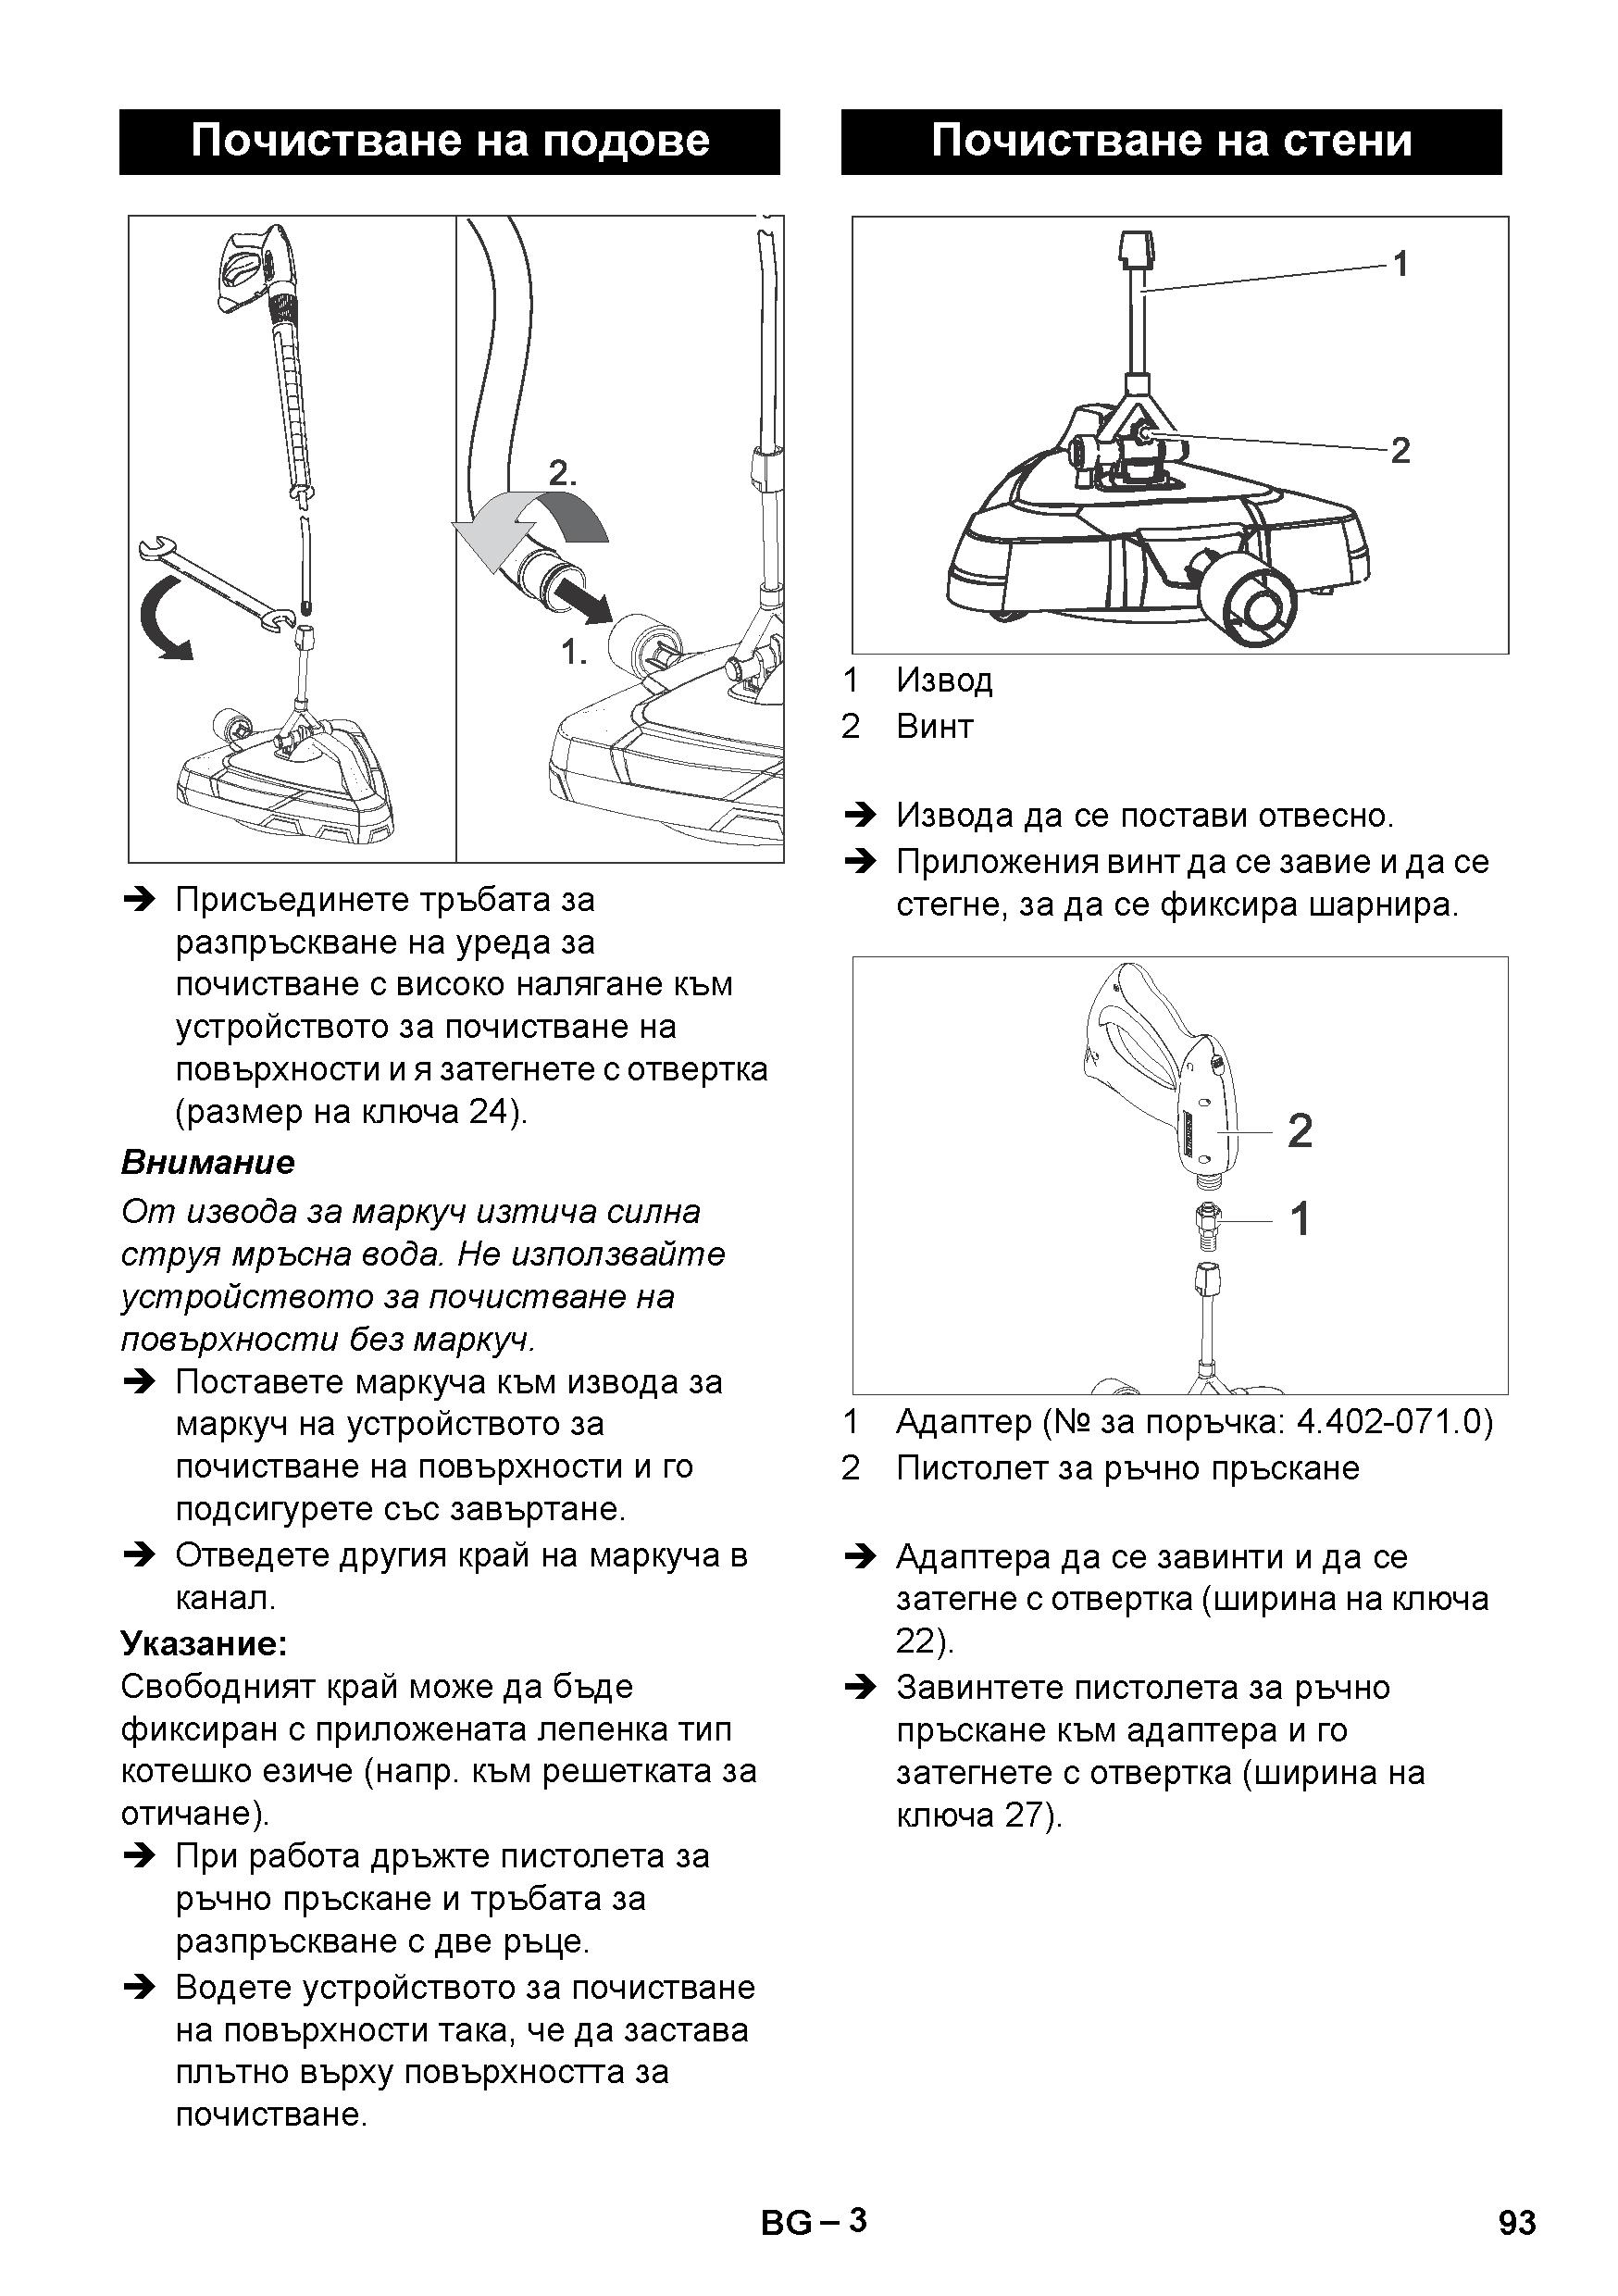 Почистване на подове
2.
1.
➔ Присъединете тръбата за
разпръскване на уреда за
почистване с високо налягане към
устройството за почистване на
повърхности и я затегнете с отвертка
(размер на ключа 24).
Внимание
От извода за маркуч изтича силна
струя мръсна вода. Не използвайте
устройството за почистване на
повърхности без маркуч.
➔ Поставете маркуча към извода за
маркуч на устройството за
почистване на повърхности и го
подсигурете със завъртане.
➔ Отведете другия край на маркуча в
канал.
Указание:
Свободният край може да бъде
фиксиран с приложената лепенка тип
котешко езиче (напр. към решетката за
отичане).
➔ При работа дръжте пистолета за
ръчно пръскане и тръбата за
разпръскване с две ръце.
➔ Водете устройството за почистване
на повърхности така, че да застава
плътно върху повърхността за
почистване.
Почистване на стени
1
2
1 Извод
2 Винт
➔ Извода да се постави отвесно.
➔ Приложения винт да се завие и да се
стегне, за да се фиксира шарнира.
2
1
1 Адаптер (№ за поръчка: 4.402-071.0)
2 Пистолет за ръчно пръскане
➔ Адаптера да се завинти и да се
затегне с отвертка (ширина на ключа
22).
➔ Завинтете пистолета за ръчно
пръскане към адаптера и го
затегнете с отвертка (ширина на
ключа 27).
BG – 3
93